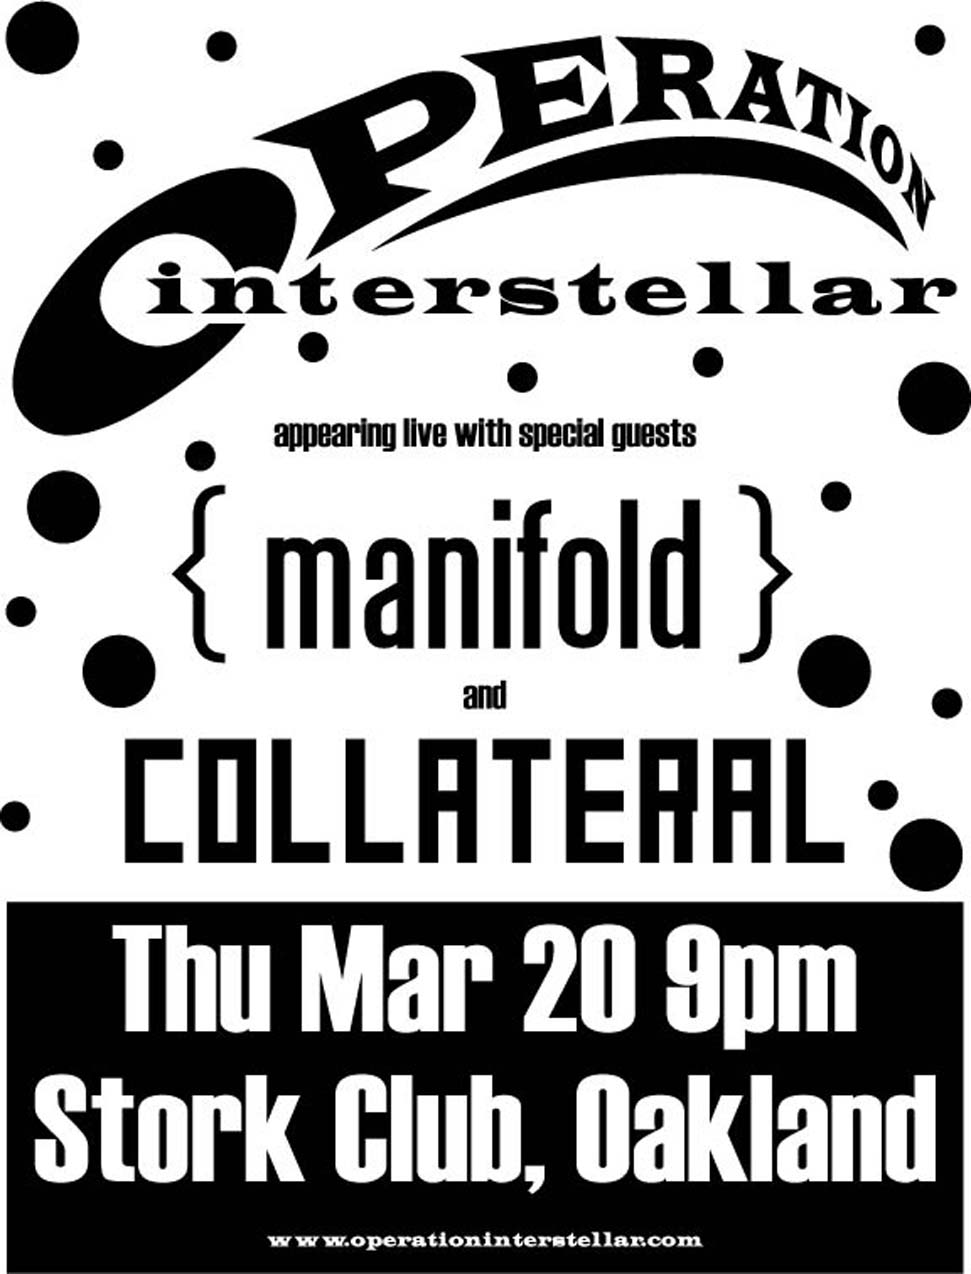 OPERATION
interstellar
appearing live with special guests
{ manifold }
and
COLLATERAL
Thu Mar 20 9pm
Stork Club, Oakland
www.operationinterstellar.com